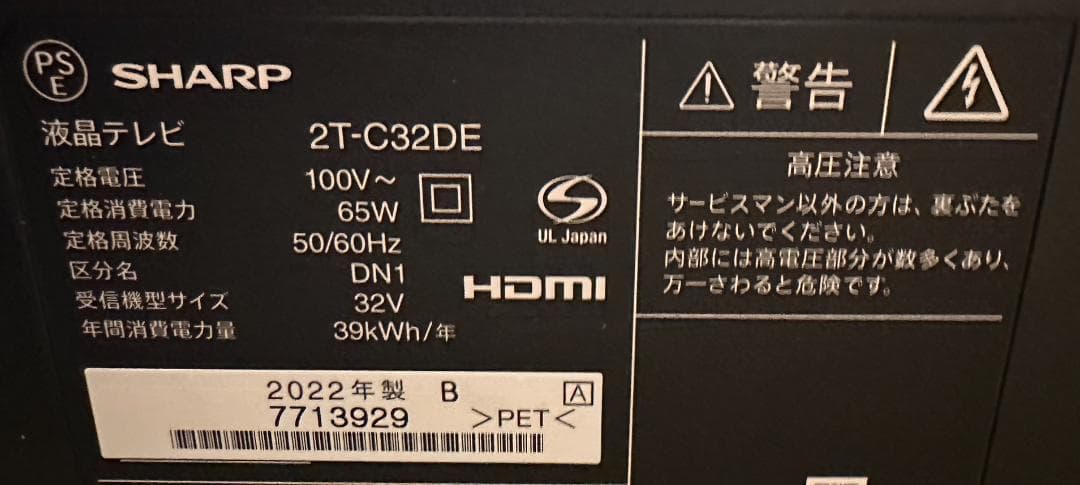 PSE SHARP
液晶テレビ 2T-C32DE
定格電圧 100V～
定格消費電力 65W
定格周波数 50/60Hz
区分名 DN1
受信機型サイズ 32V
年間消費電力量 39kWh/年
UL Japan
HDMI
2022年製 B A
7713929 >PET<
警告
高圧注意
サービスマン以外の方は、裏ぶたを
あけないでください。
内部には高電圧部分が数多くあり、
万一さわると危険です。